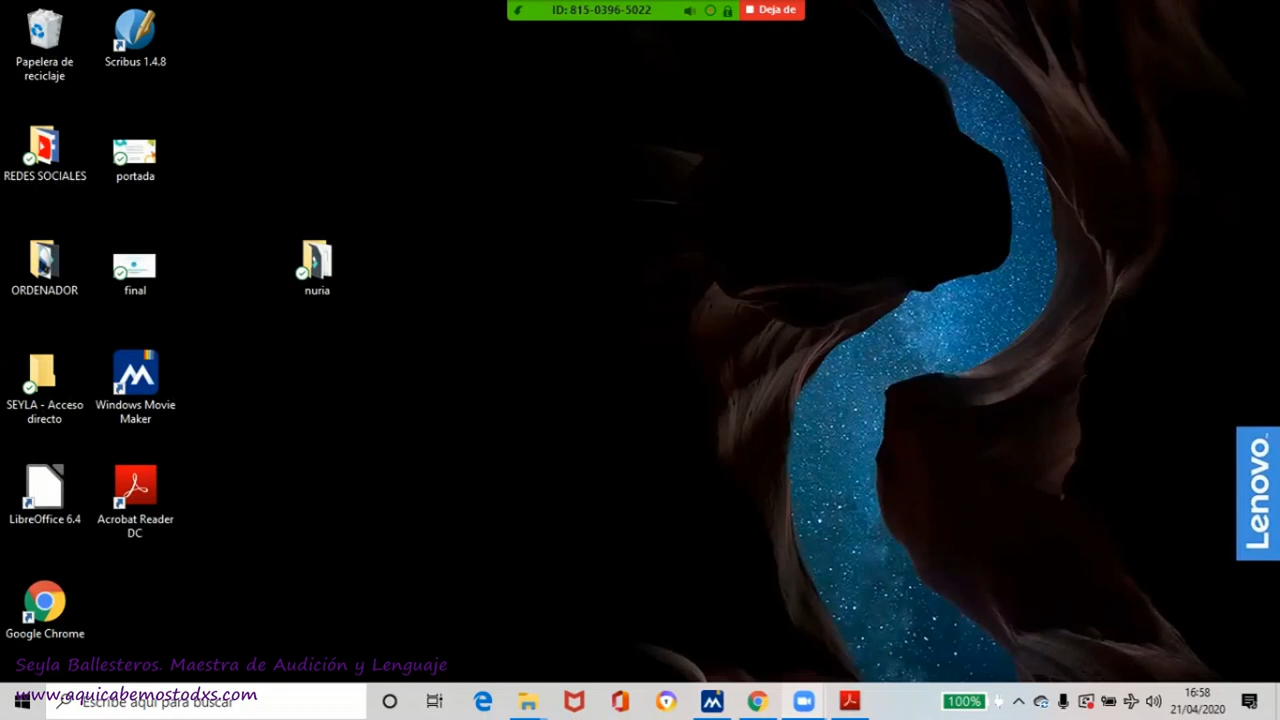 ID: 815-0396-5022
Deja de
Papelera de
reciclaje
Scribus 1.4.8
REDES SOCIALES
portada
ORDENADOR
final
nuria
SEYLA - Acceso
directo
Windows Movie
Maker
LibreOffice 6.4
Acrobat Reader
DC
Google Chrome
Lenovo
Seyla Ballesteros. Maestra de Audición y Lenguaje
www.aquicabemostodxs.com
Escribe aquí para buscar
100%
16:58
21/04/2020